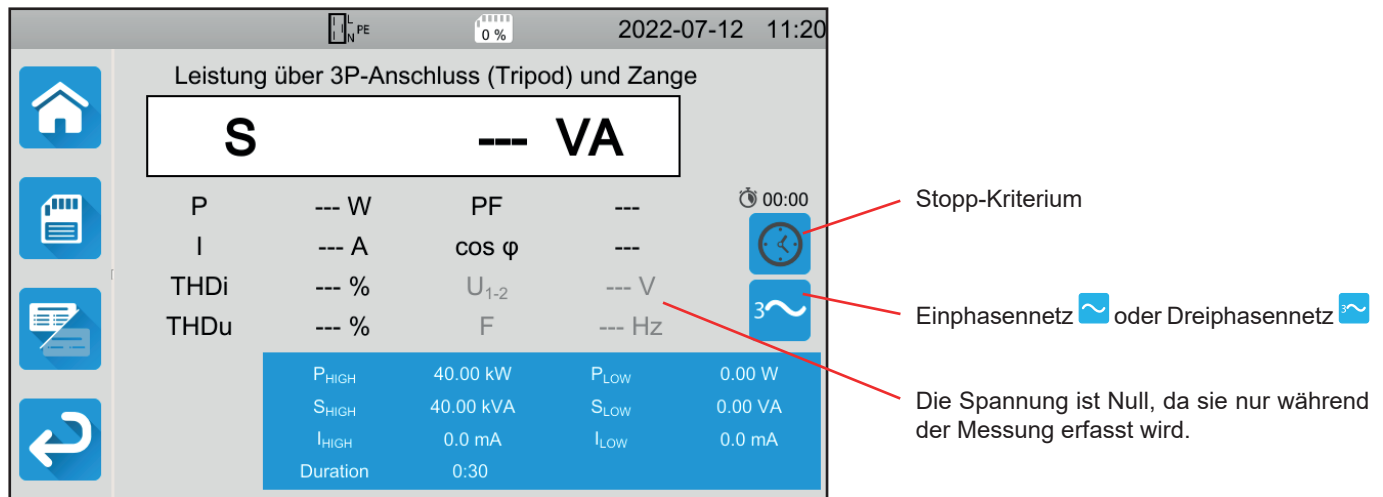 L
N PE
0 %
2022-07-12 11:20
Leistung über 3P-Anschluss (Tripod) und Zange
S --- VA
P --- W PF ---
00:00
I --- A cos φ ---
THDi --- % U1-2 --- V
THDu --- % F --- Hz
3~
PHIGH 40.00 kW PLOW 0.00 W
SHIGH 40.00 kVA SLOW 0.00 VA
IHIGH 0.0 mA ILOW 0.0 mA
Duration 0:30
Stopp-Kriterium
Einphasennetz ~ oder Dreiphasennetz 3~
Die Spannung ist Null, da sie nur während
der Messung erfasst wird.